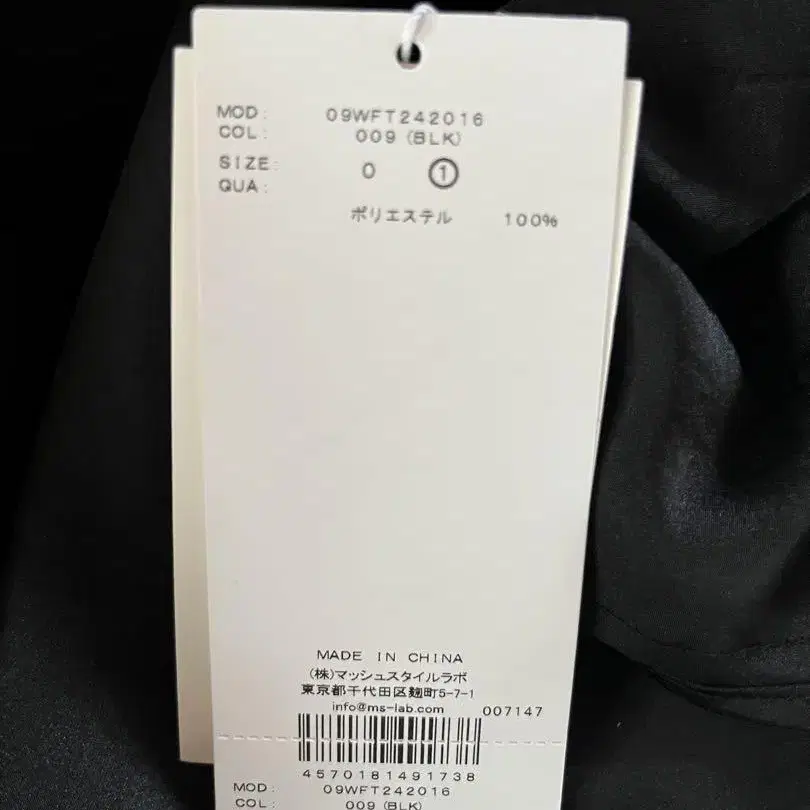 MOD: 09WFT242016
COL: 009 (BLK)
SIZE: 0 ①
QUA:
ポリエステル 100%
MADE IN CHINA
(株)マッシュスタイルラボ
東京都千代田区麹町5-7-1
info@ms-lab.com 007147
4570181491738
MOD: 09WFT242016
COL: 009 (BLK)